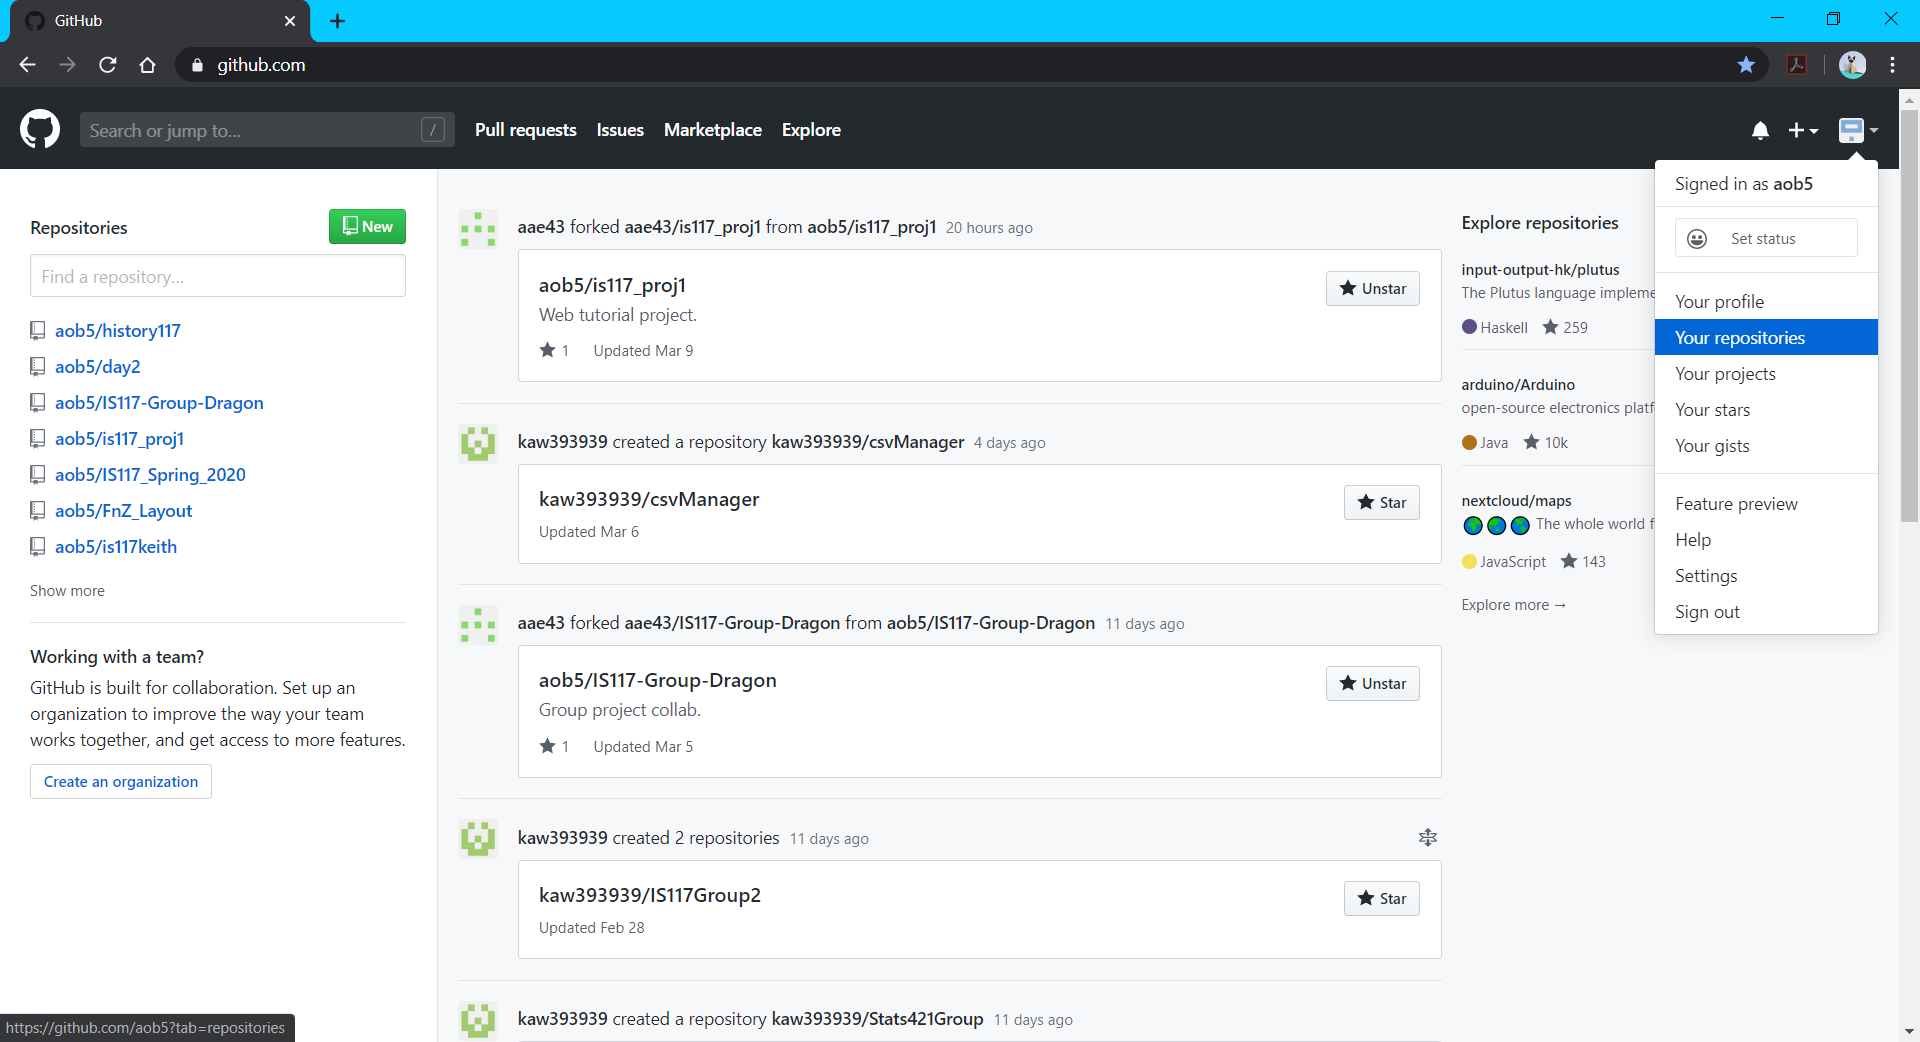 GitHub
github.com
Search or jump to... /
Pull requests Issues Marketplace Explore
Repositories
New
Find a repository...
aob5/history117
aob5/day2
aob5/IS117-Group-Dragon
aob5/is117_proj1
aob5/IS117_Spring_2020
aob5/FnZ_Layout
aob5/is117keith
Show more
Working with a team?
GitHub is built for collaboration. Set up an
organization to improve the way your team
works together, and get access to more features.
Create an organization
aae43 forked aae43/is117_proj1 from aob5/is117_proj1 20 hours ago
aob5/is117_proj1
Unstar
Web tutorial project.
1 Updated Mar 9
kaw393939 created a repository kaw393939/csvManager 4 days ago
kaw393939/csvManager
Star
Updated Mar 6
aae43 forked aae43/IS117-Group-Dragon from aob5/IS117-Group-Dragon 11 days ago
aob5/IS117-Group-Dragon
Unstar
Group project collab.
1 Updated Mar 5
kaw393939 created 2 repositories 11 days ago
kaw393939/IS117Group2
Star
Updated Feb 28
kaw393939 created a repository kaw393939/Stats421Group 11 days ago
Explore repositories
input-output-hk/plutus
The Plutus language impleme
Haskell 259
arduino/Arduino
open-source electronics platf
Java 10k
nextcloud/maps
The whole world f
JavaScript 143
Explore more →
Signed in as aob5
Set status
Your profile
Your repositories
Your projects
Your stars
Your gists
Feature preview
Help
Settings
Sign out
https://github.com/aob5?tab=repositories